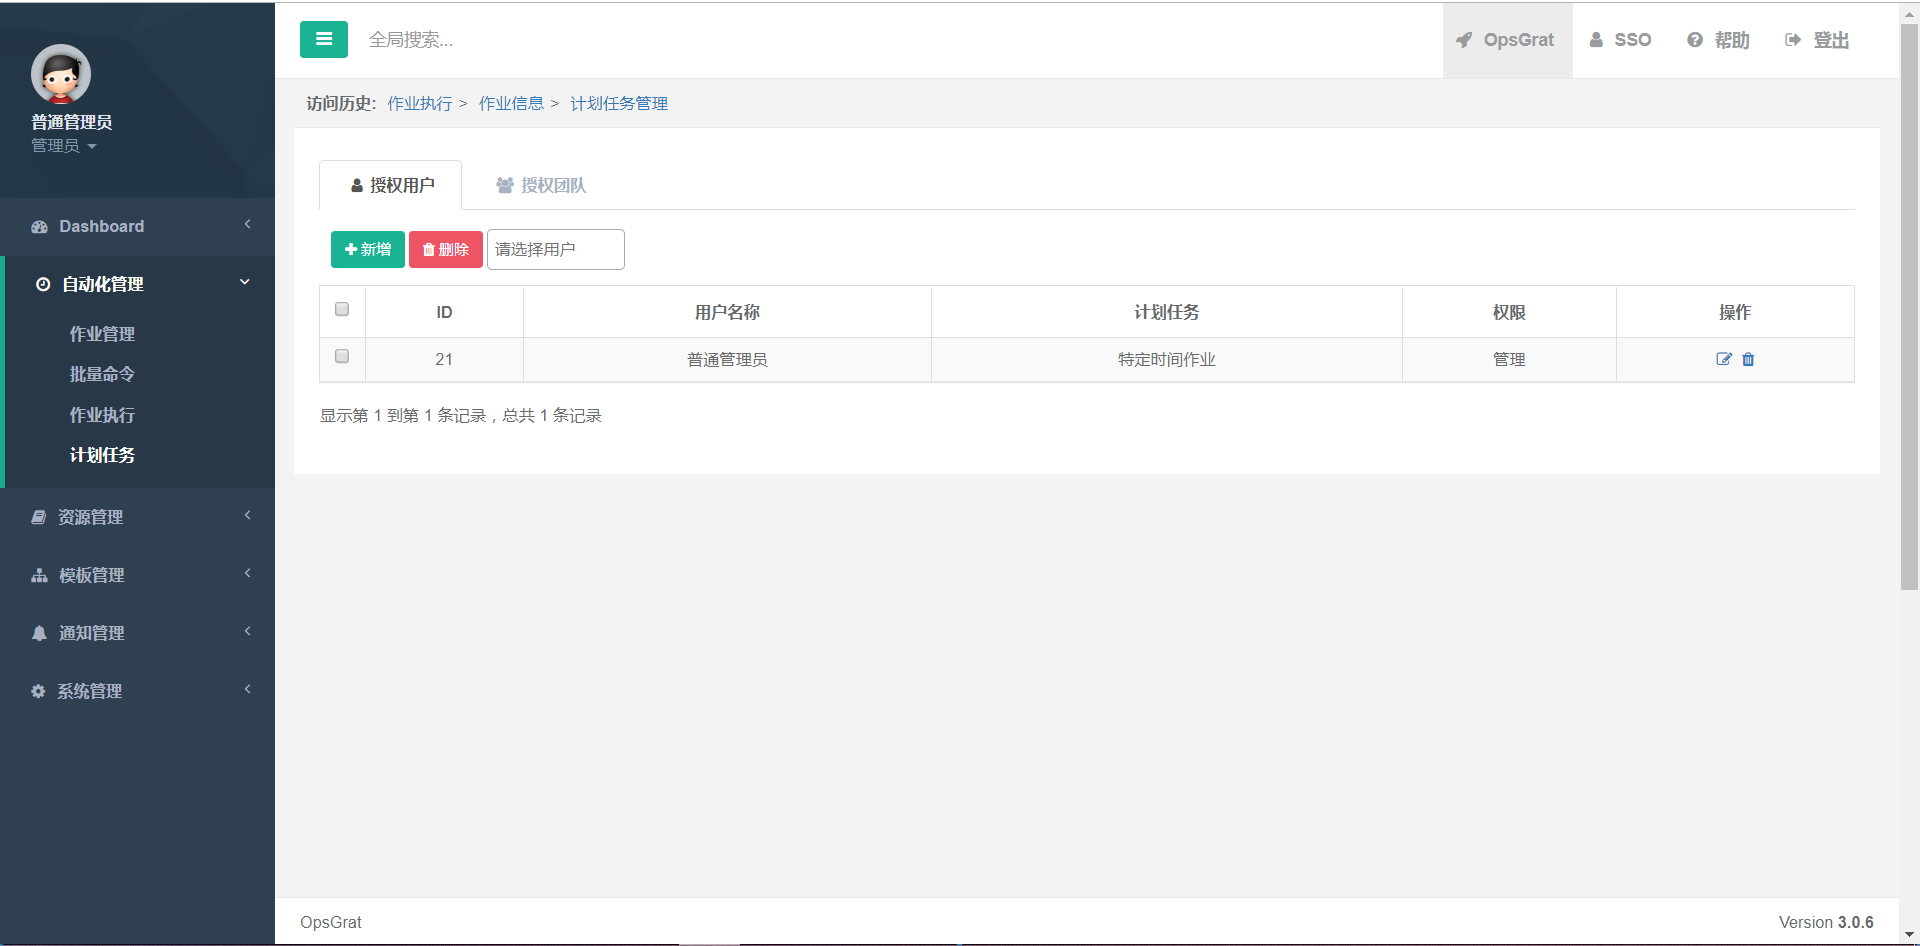 普通管理员
管理员
Dashboard
自动化管理
作业管理
批量命令
作业执行
计划任务
资源管理
模板管理
通知管理
系统管理
全局搜索...
OpsGrat
SSO
帮助
登出
访问历史: 作业执行 > 作业信息 > 计划任务管理
授权用户
授权团队
新增
删除
请选择用户
ID 用户名称 计划任务 权限 操作
21 普通管理员 特定时间作业 管理
显示第 1 到第 1 条记录，总共 1 条记录
OpsGrat
Version 3.0.6